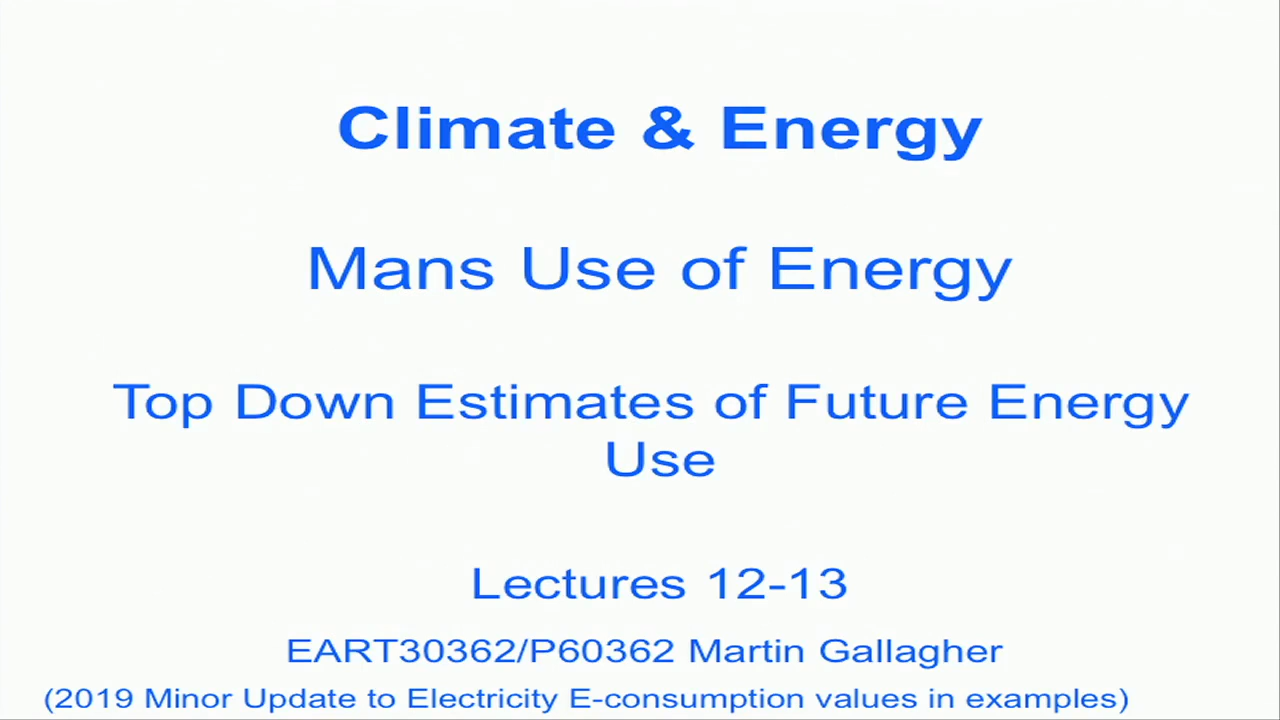 Climate & Energy
Mans Use of Energy
Top Down Estimates of Future Energy
Use
Lectures 12-13
EART30362/P60362 Martin Gallagher
(2019 Minor Update to Electricity E-consumption values in examples)